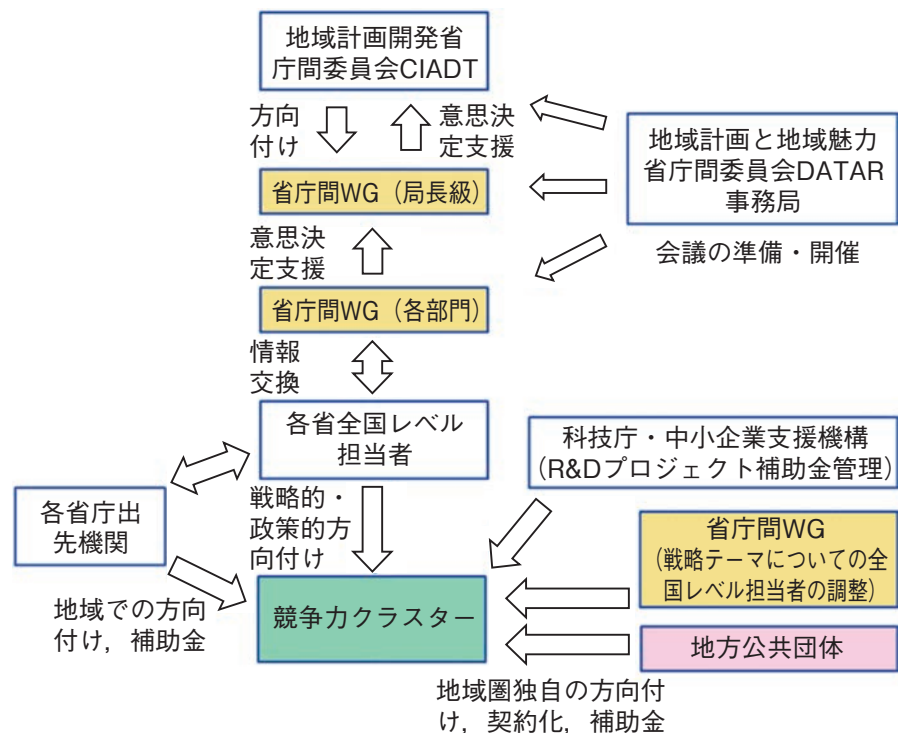 地域計画開発省
庁間委員会CIADT
方向
付け
意思決
定支援
地域計画と地域魅力
省庁間委員会DATAR
事務局
省庁間WG（局長級）
意思決
定支援
会議の準備・開催
省庁間WG（各部門）
情報
交換
各省全国レベル
担当者
科技庁・中小企業支援機構
（R&Dプロジェクト補助金管理）
各省庁出
先機関
戦略的・
政策的方
向付け
省庁間WG
（戦略テーマについての全
国レベル担当者の調整）
地域での方向
付け，補助金
競争力クラスター
地方公共団体
地域圏独自の方向付
け，契約化，補助金